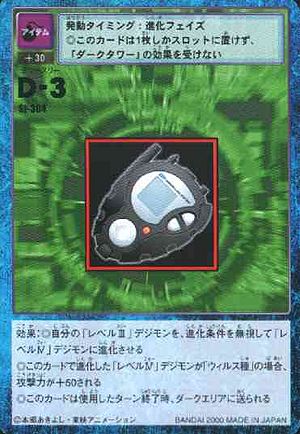 アイテム
+30
発動タイミング：進化フェイズ
◎このカードは1枚しかスロットに置けず、
「ダークタワー」の効果を受けない
D-3
St-304
効果：◎自分の「レベルⅢ」デジモンを、進化条件を無視して「レ
ベルⅣ」デジモンに進化させる
◎このカードで進化した「レベルⅣ」デジモンが「ウィルス種」の場合、
攻撃力が+50される
◎このカードは使用したターン終了時、ダークエリアに送られる
©本郷あきよし・東映アニメーション
BANDAI 2000 MADE IN JAPAN